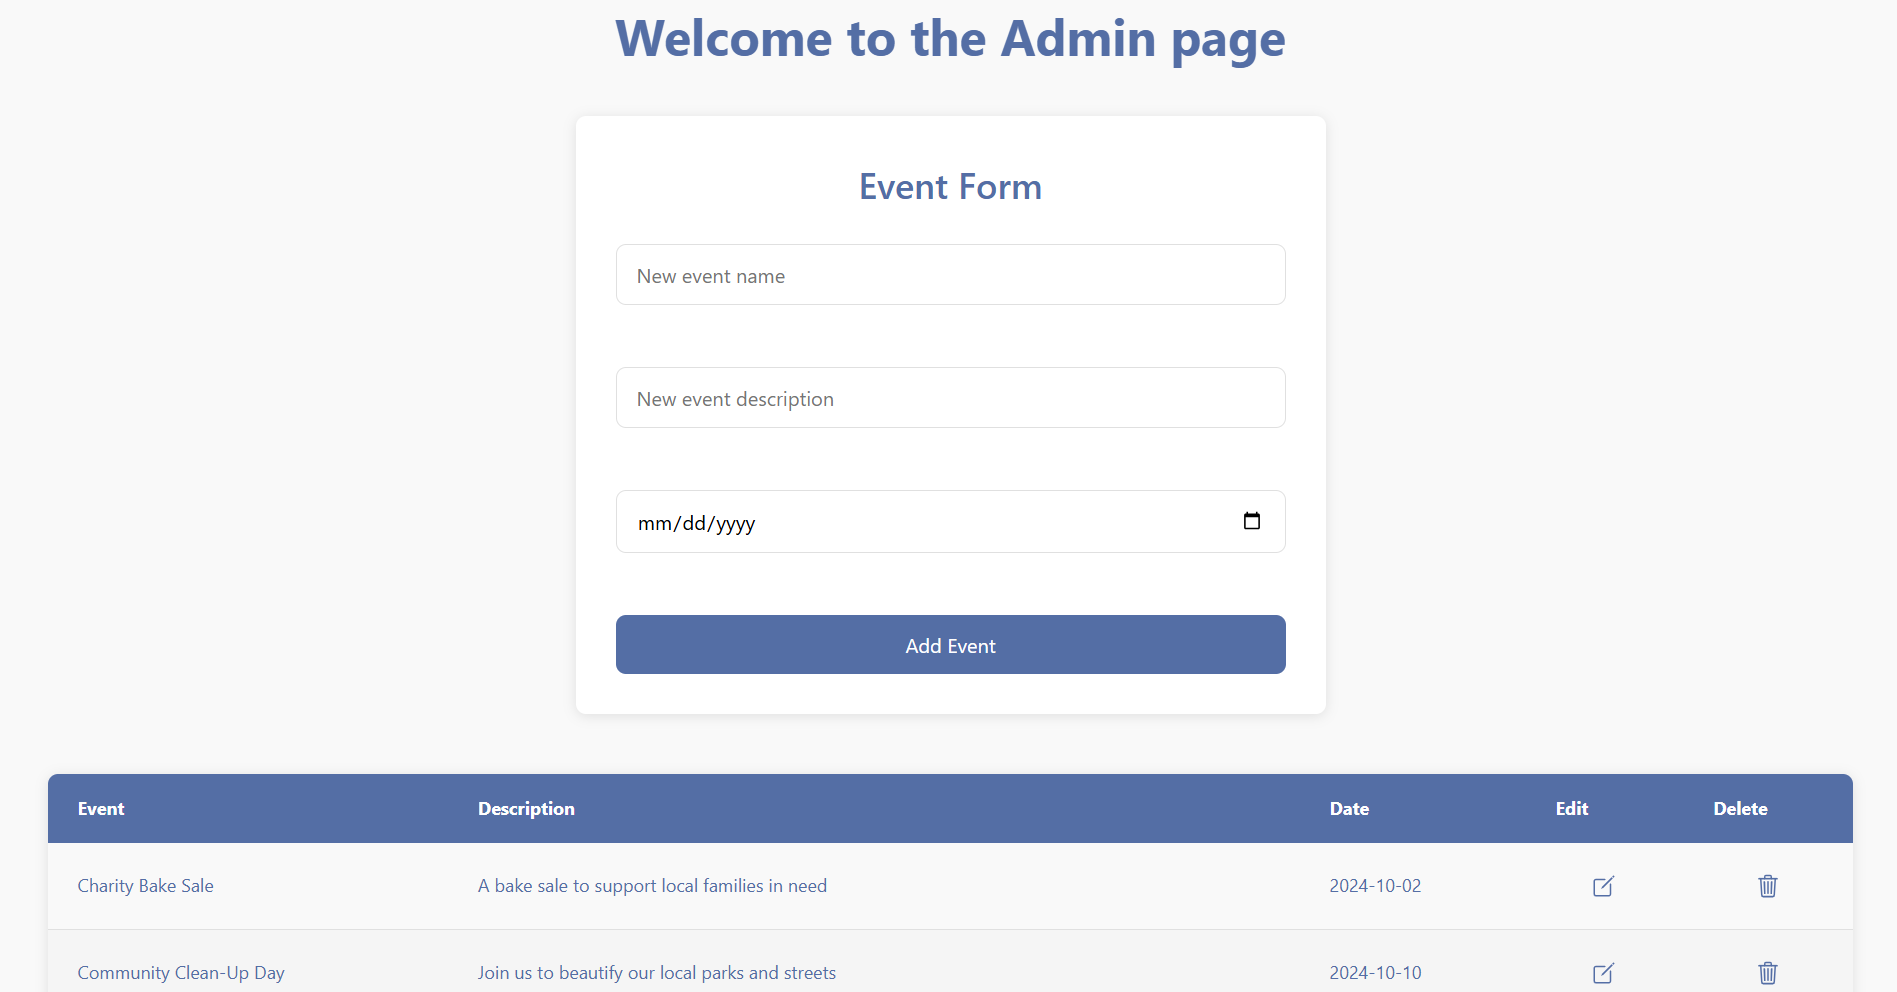 Welcome to the Admin page
Event Form
New event name
New event description
mm/dd/yyyy
Add Event
Event Description Date Edit Delete
Charity Bake Sale A bake sale to support local families in need 2024-10-02
Community Clean-Up Day Join us to beautify our local parks and streets 2024-10-10